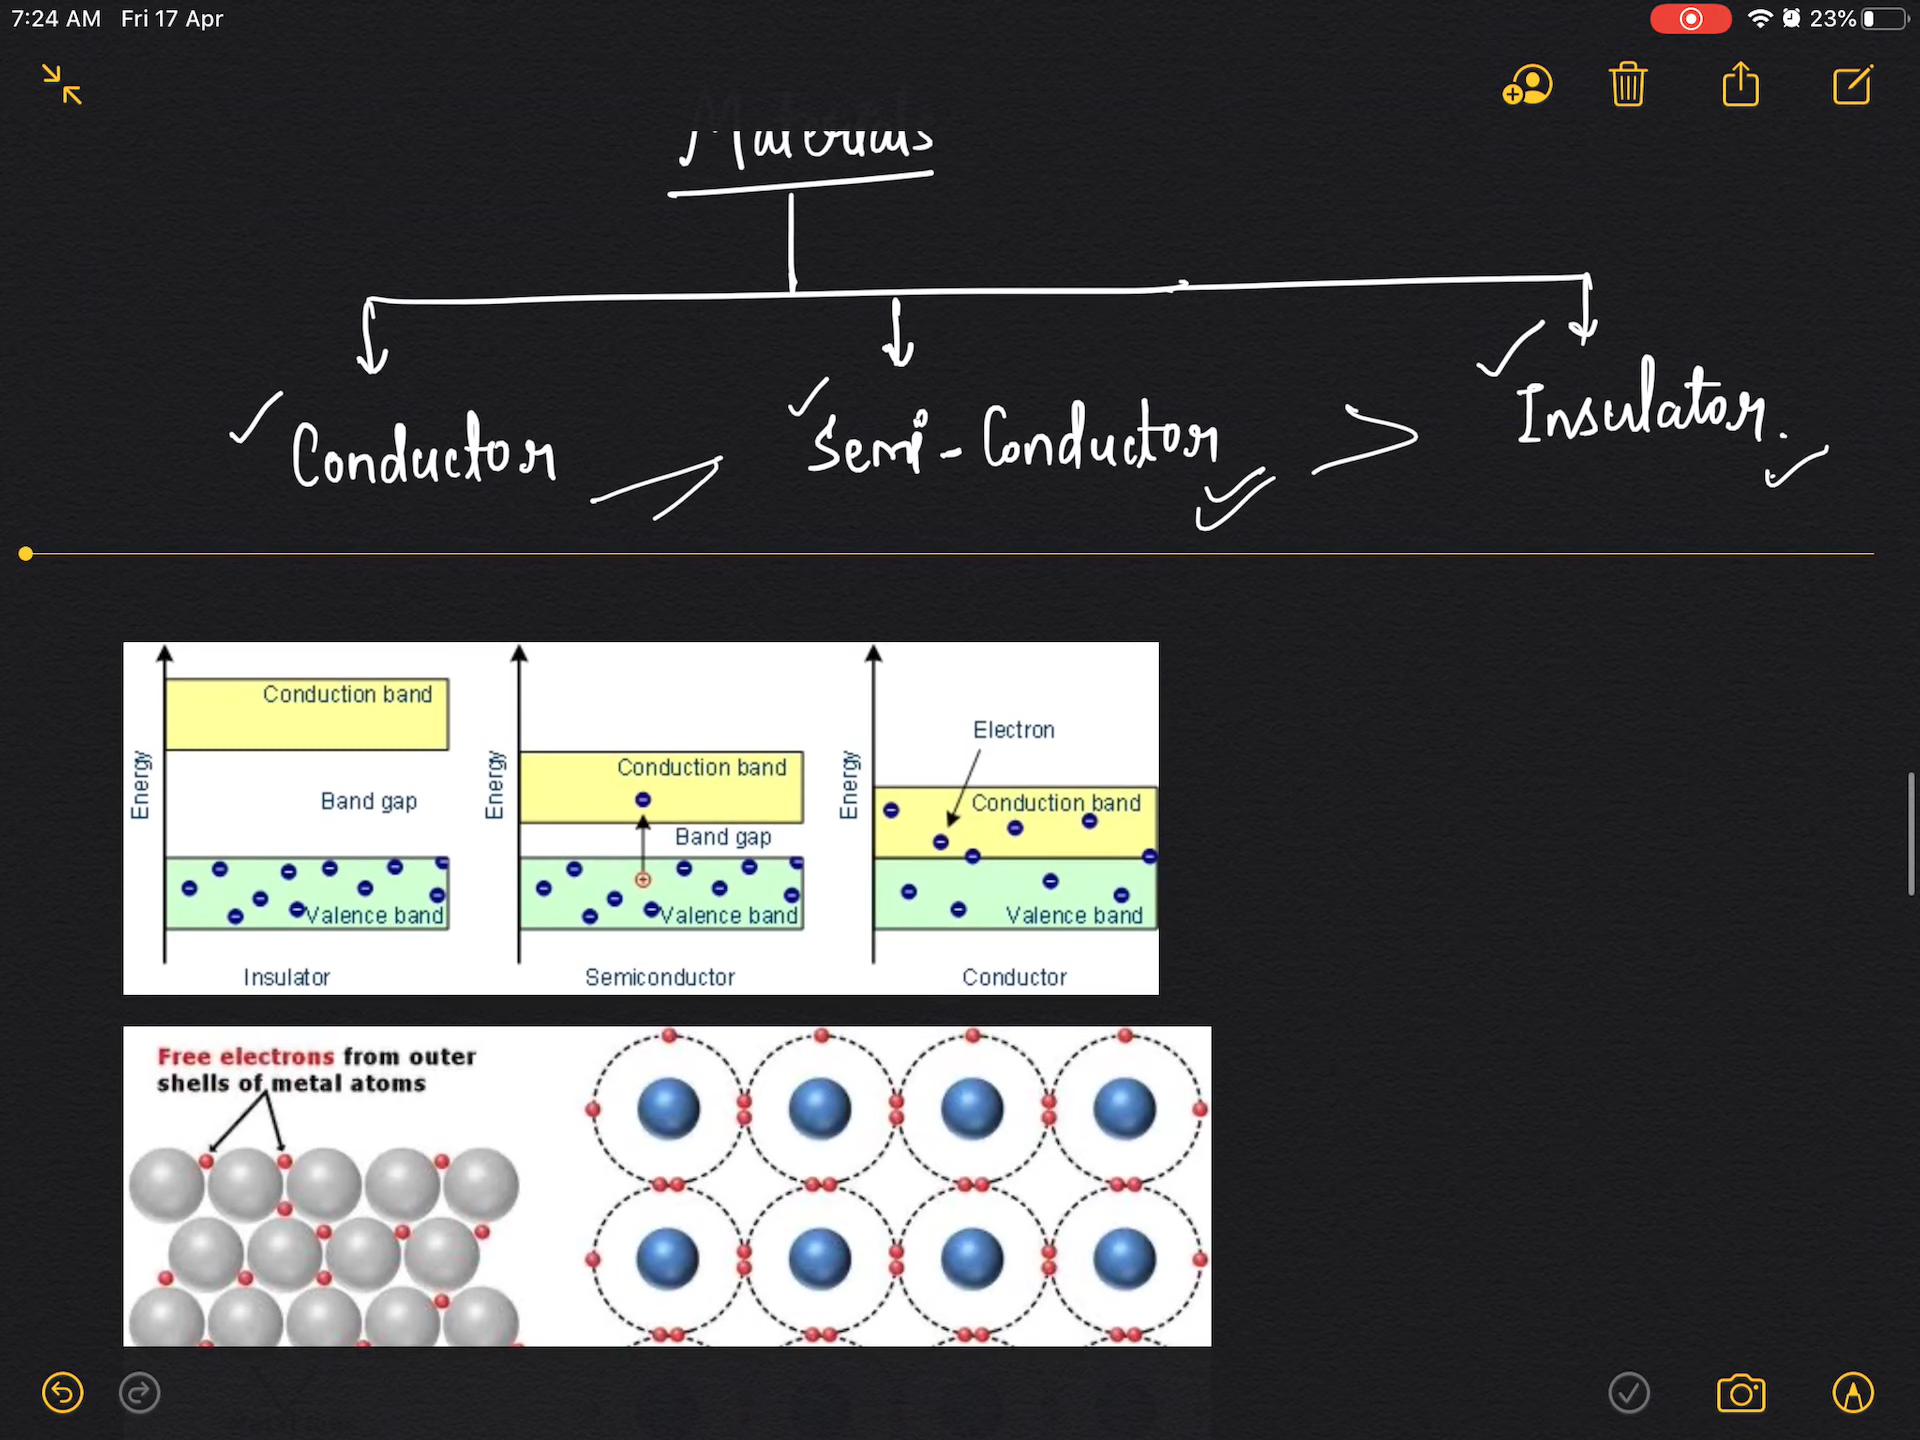 7:24 AM Fri 17 Apr
23%
Materials
Conductor > Semi-Conductor > Insulator.
Conduction band
Band gap
Valence band
Energy
Insulator
Conduction band
Band gap
Valence band
Energy
Semiconductor
Electron
Conduction band
Valence band
Energy
Conductor
Free electrons from outer
shells of metal atoms